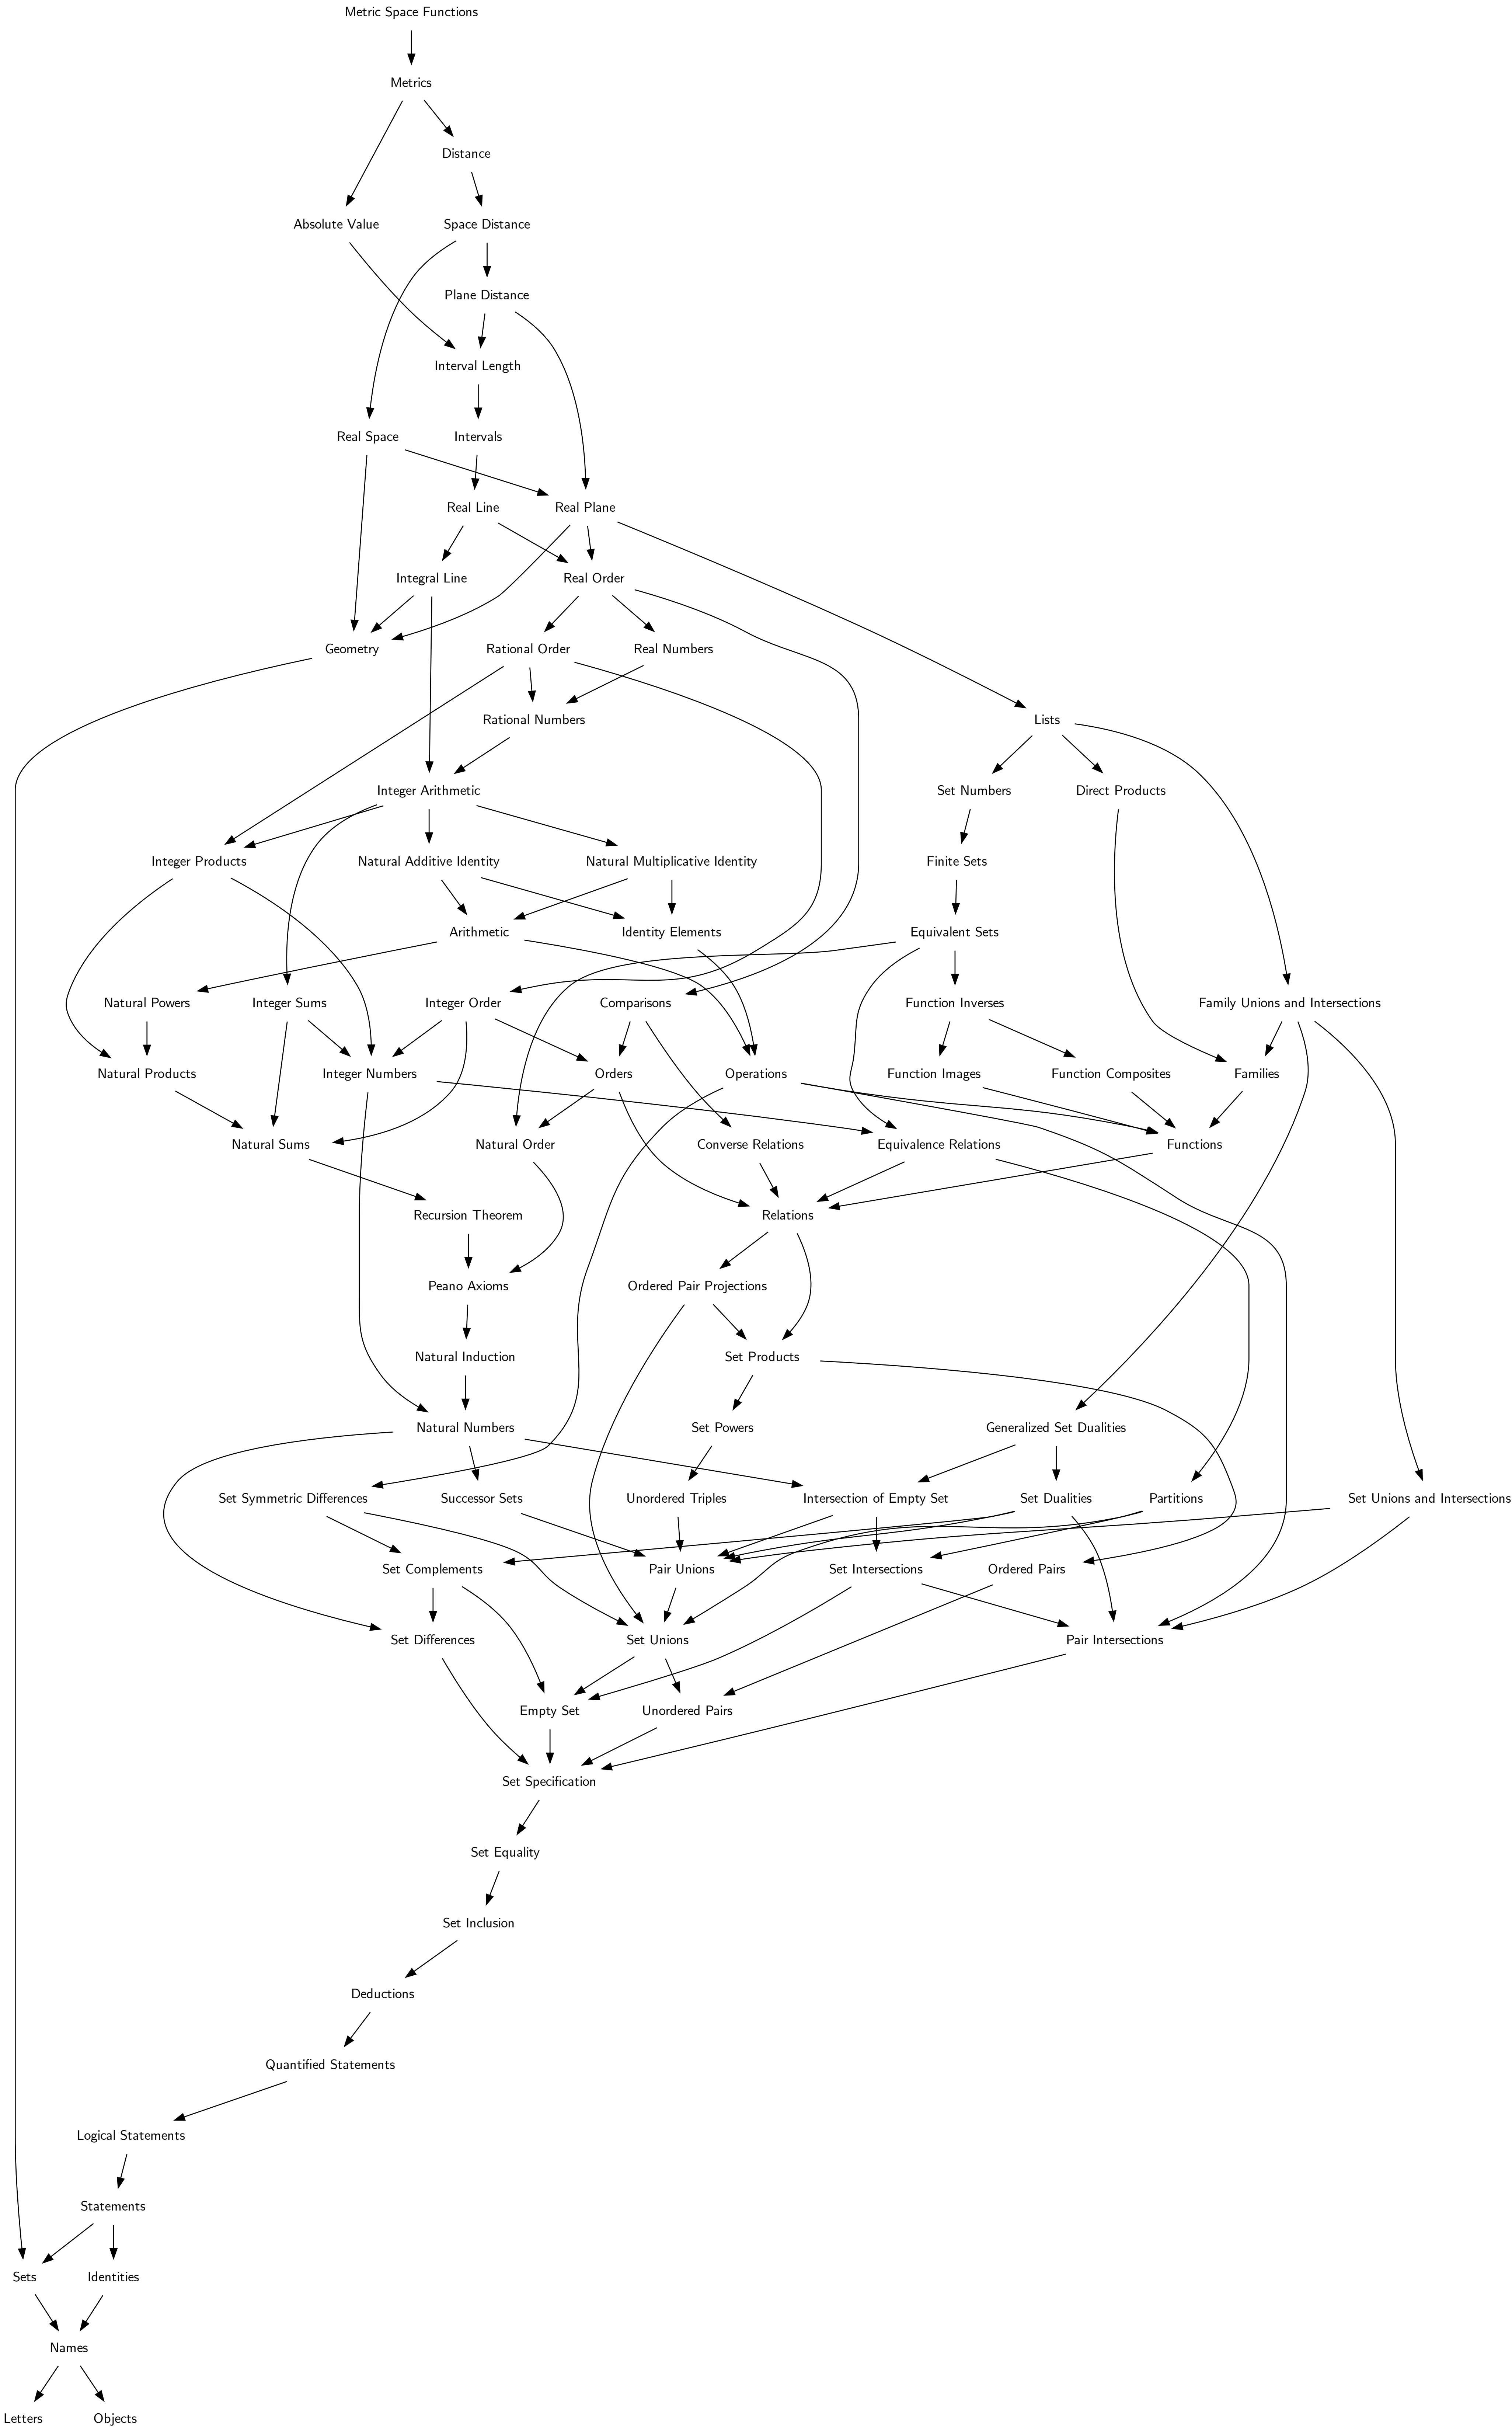 Metric Space Functions
Metrics
Distance
Absolute Value
Space Distance
Plane Distance
Interval Length
Real Space
Intervals
Real Line
Real Plane
Integral Line
Real Order
Geometry
Rational Order
Real Numbers
Rational Numbers
Lists
Integer Arithmetic
Set Numbers
Direct Products
Integer Products
Natural Additive Identity
Natural Multiplicative Identity
Finite Sets
Arithmetic
Identity Elements
Equivalent Sets
Natural Powers
Integer Sums
Integer Order
Comparisons
Function Inverses
Family Unions and Intersections
Natural Products
Integer Numbers
Orders
Operations
Function Images
Function Composites
Families
Natural Sums
Natural Order
Converse Relations
Equivalence Relations
Functions
Recursion Theorem
Relations
Peano Axioms
Ordered Pair Projections
Natural Induction
Set Products
Natural Numbers
Set Powers
Generalized Set Dualities
Set Symmetric Differences
Successor Sets
Unordered Triples
Intersection of Empty Set
Set Dualities
Partitions
Set Unions and Intersections
Set Complements
Pair Unions
Set Intersections
Ordered Pairs
Set Differences
Set Unions
Pair Intersections
Empty Set
Unordered Pairs
Set Specification
Set Equality
Set Inclusion
Deductions
Quantified Statements
Logical Statements
Statements
Sets
Identities
Names
Letters
Objects